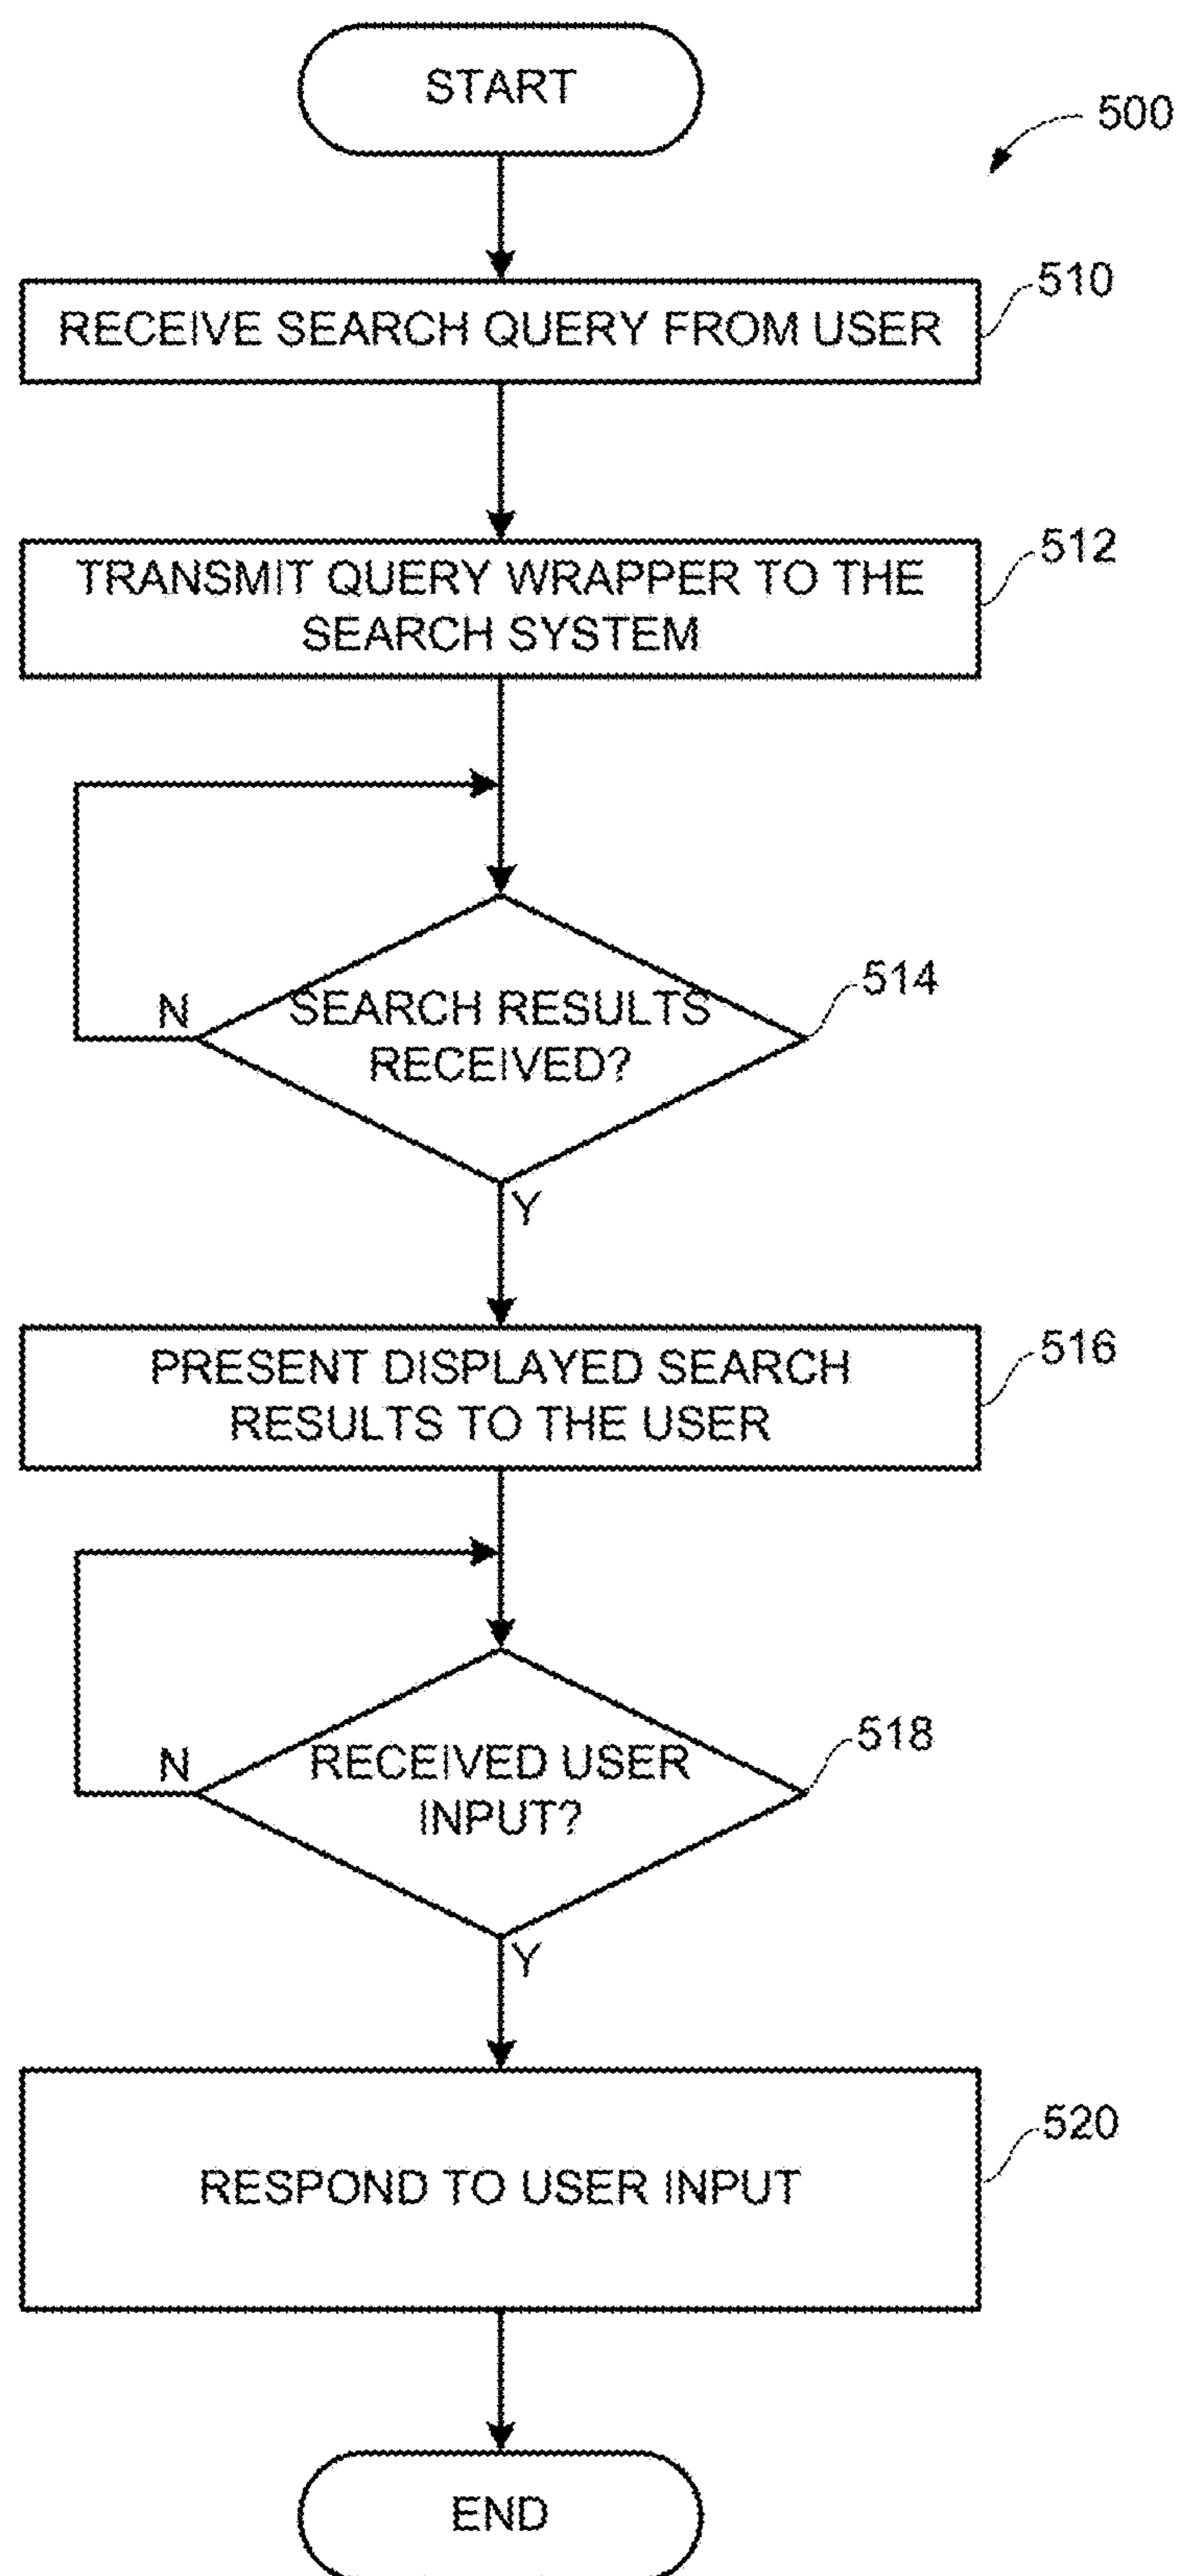 START
500
RECEIVE SEARCH QUERY FROM USER
510
TRANSMIT QUERY WRAPPER TO THE
SEARCH SYSTEM
512
SEARCH RESULTS
RECEIVED?
514
N
Y
PRESENT DISPLAYED SEARCH
RESULTS TO THE USER
516
RECEIVED USER
INPUT?
518
N
Y
RESPOND TO USER INPUT
520
END